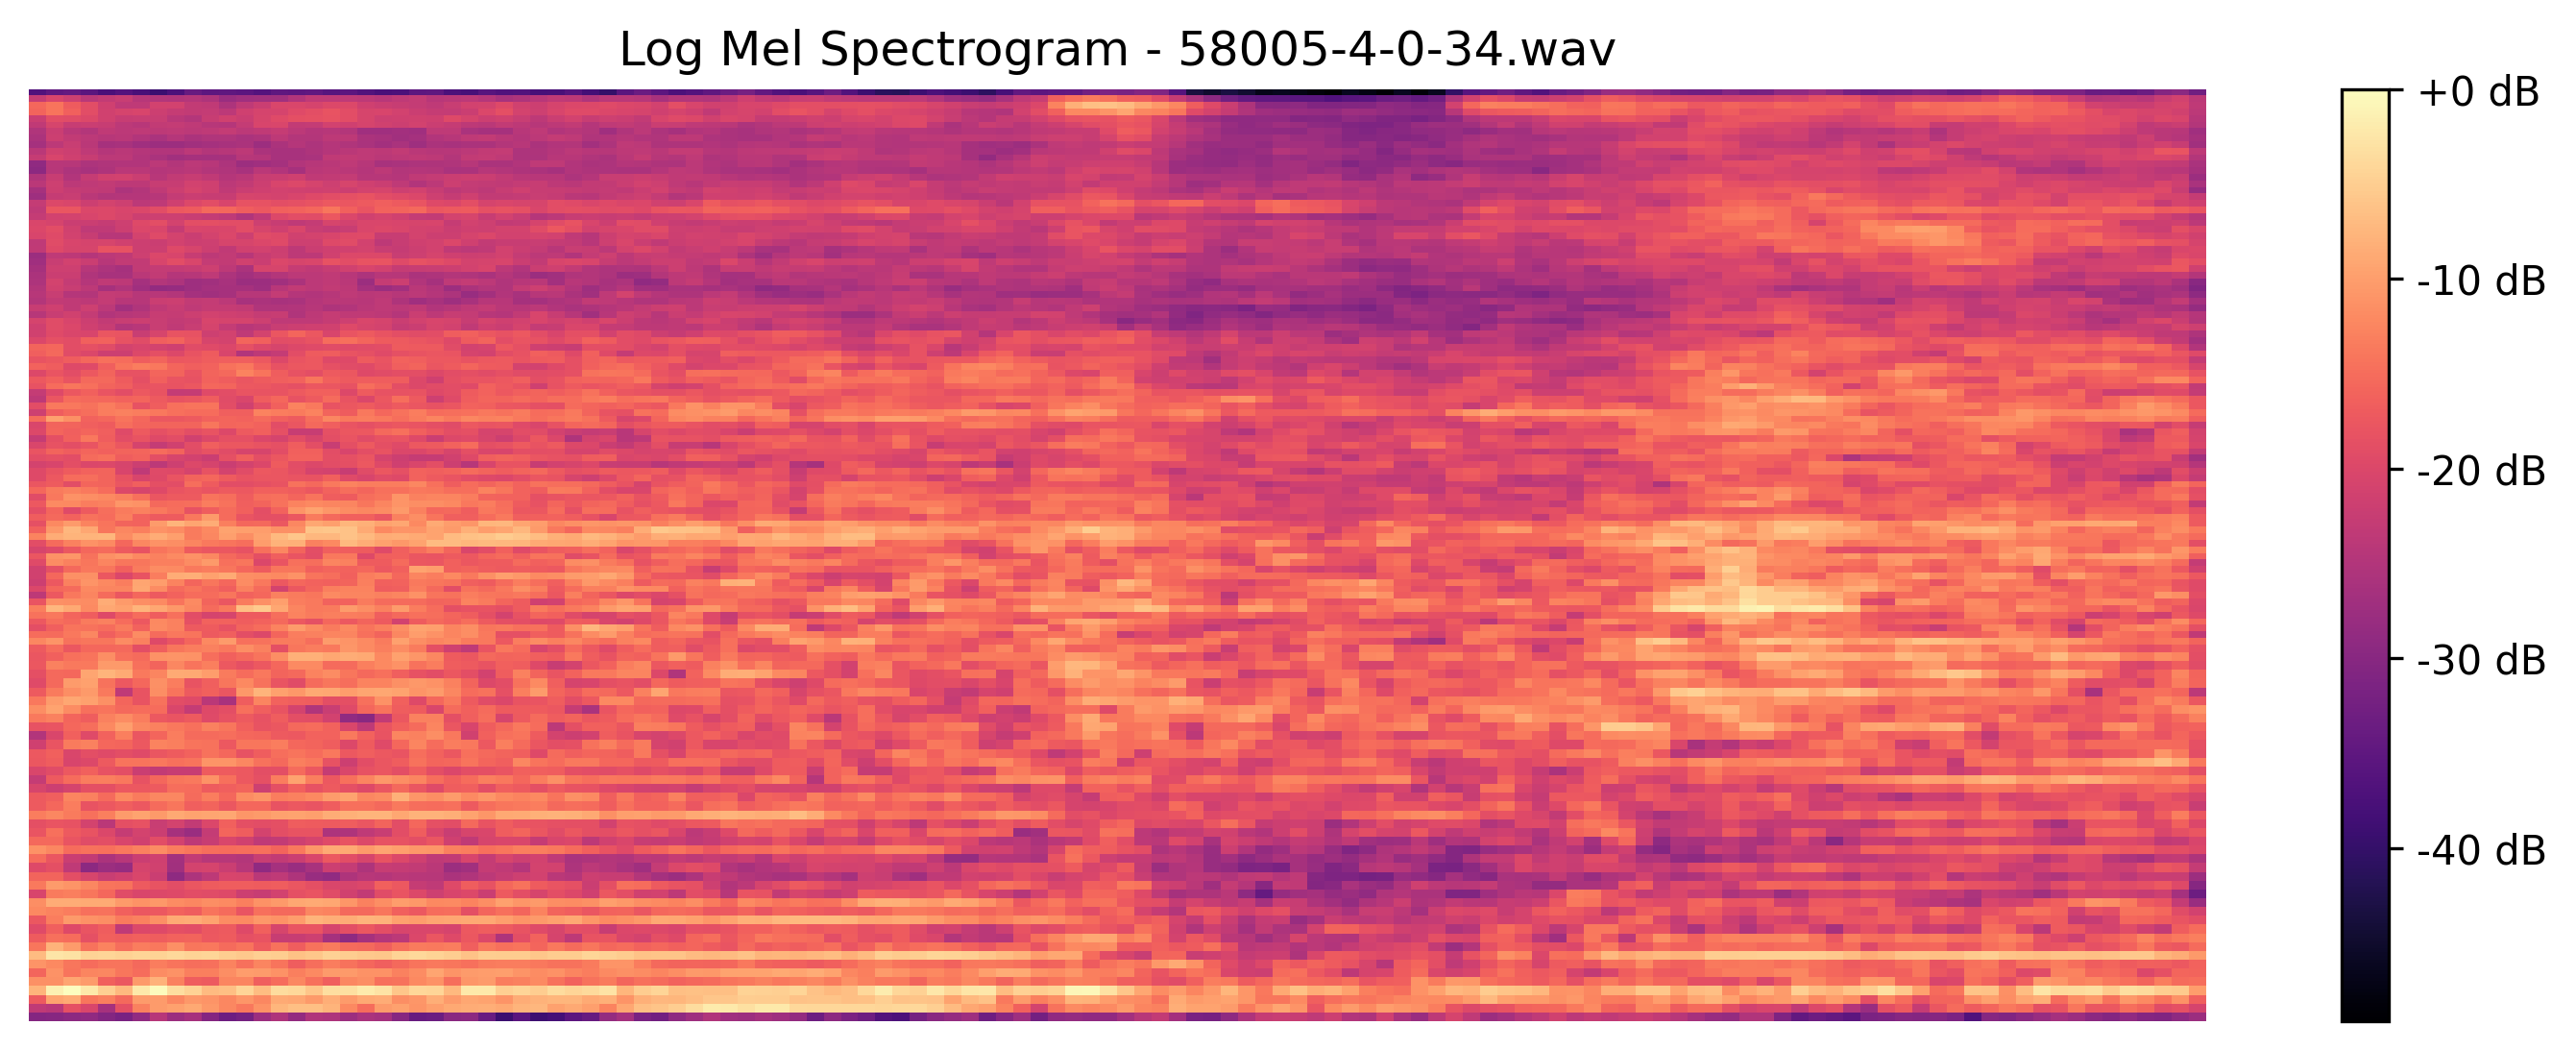 Log Mel Spectrogram - 58005-4-0-34.wav
+0 dB
-10 dB
-20 dB
-30 dB
-40 dB